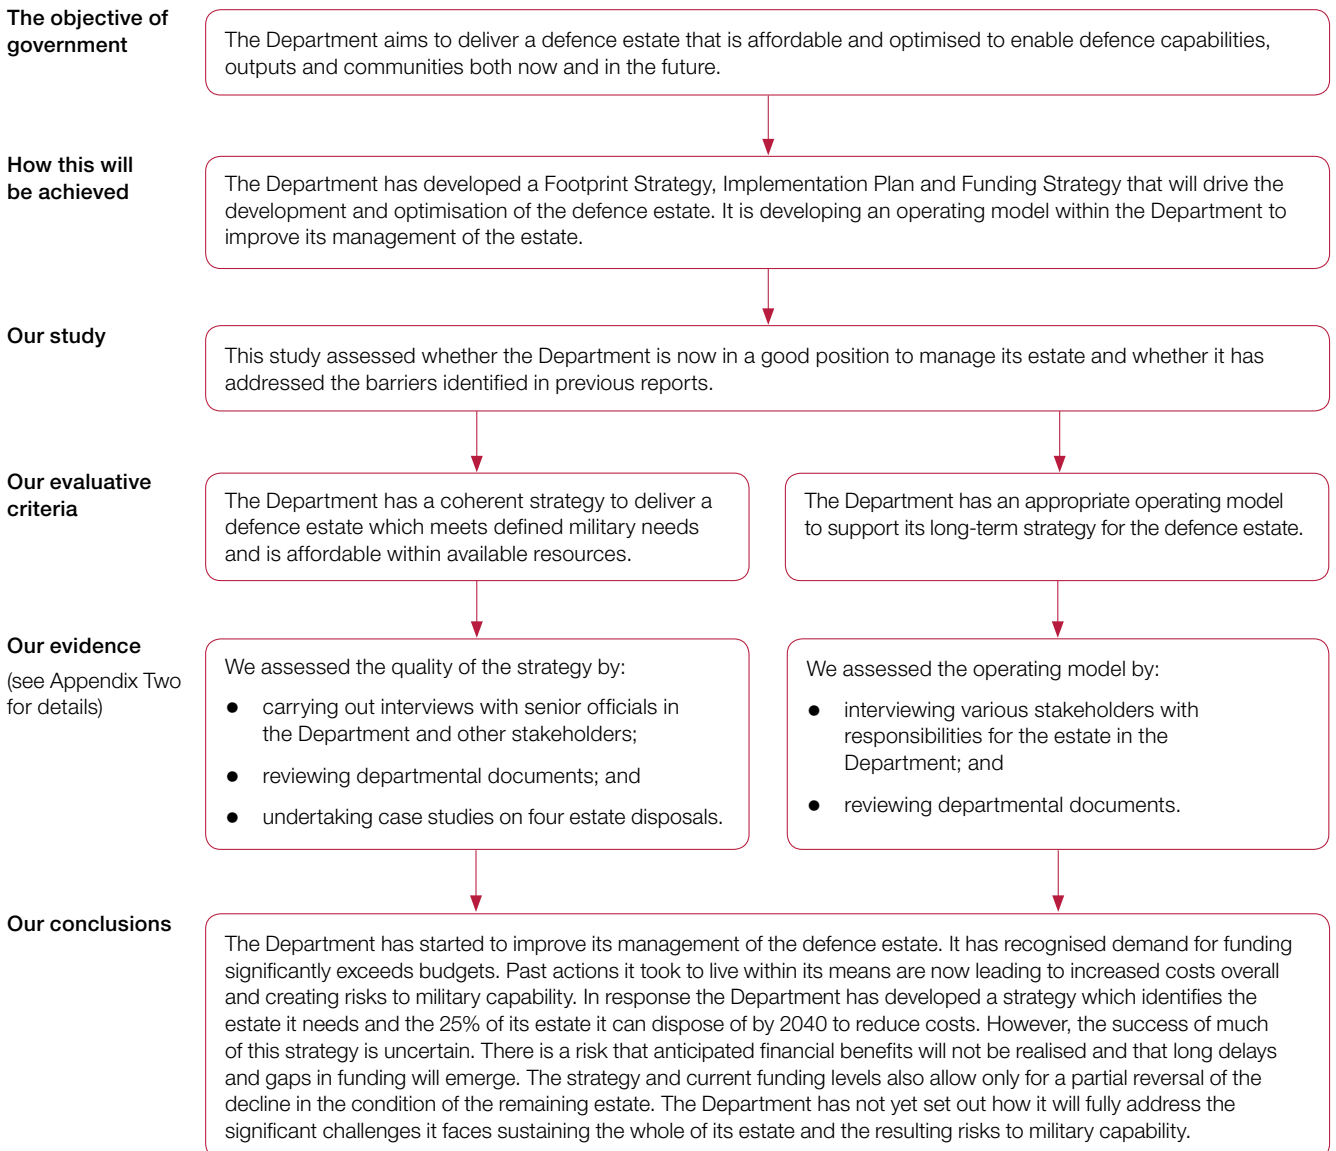 The objective of
government
The Department aims to deliver a defence estate that is affordable and optimised to enable defence capabilities,
outputs and communities both now and in the future.
How this will
be achieved
The Department has developed a Footprint Strategy, Implementation Plan and Funding Strategy that will drive the
development and optimisation of the defence estate. It is developing an operating model within the Department to
improve its management of the estate.
Our study
This study assessed whether the Department is now in a good position to manage its estate and whether it has
addressed the barriers identified in previous reports.
Our evaluative
criteria
The Department has a coherent strategy to deliver a
defence estate which meets defined military needs
and is affordable within available resources.
The Department has an appropriate operating model
to support its long-term strategy for the defence estate.
Our evidence
(see Appendix Two
for details)
We assessed the quality of the strategy by:
● carrying out interviews with senior officials in
the Department and other stakeholders;
● reviewing departmental documents; and
● undertaking case studies on four estate disposals.
We assessed the operating model by:
● interviewing various stakeholders with
responsibilities for the estate in the
Department; and
● reviewing departmental documents.
Our conclusions
The Department has started to improve its management of the defence estate. It has recognised demand for funding
significantly exceeds budgets. Past actions it took to live within its means are now leading to increased costs overall
and creating risks to military capability. In response the Department has developed a strategy which identifies the
estate it needs and the 25% of its estate it can dispose of by 2040 to reduce costs. However, the success of much
of this strategy is uncertain. There is a risk that anticipated financial benefits will not be realised and that long delays
and gaps in funding will emerge. The strategy and current funding levels also allow only for a partial reversal of the
decline in the condition of the remaining estate. The Department has not yet set out how it will fully address the
significant challenges it faces sustaining the whole of its estate and the resulting risks to military capability.